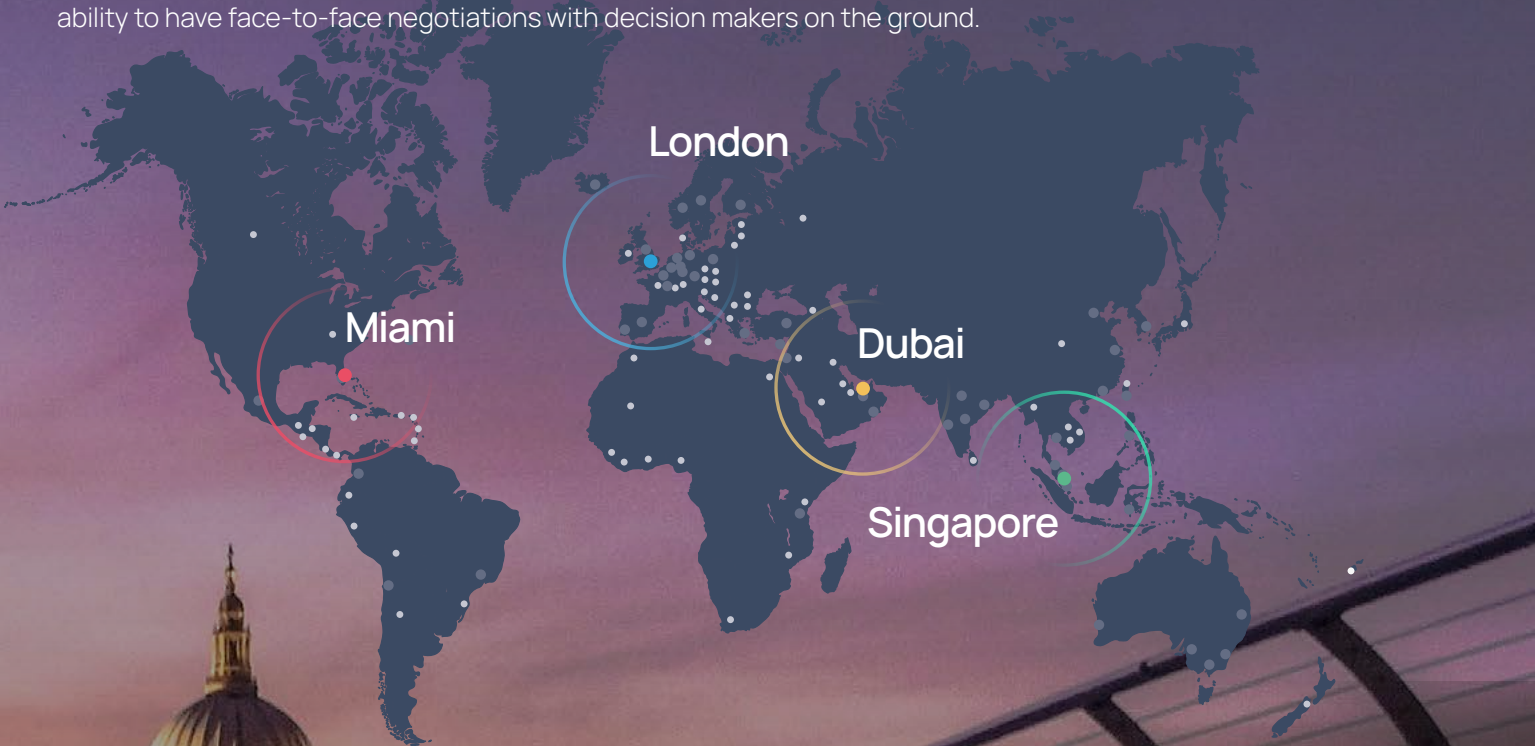 ability to have face-to-face negotiations with decision makers on the ground.
London
Miami
Dubai
Singapore